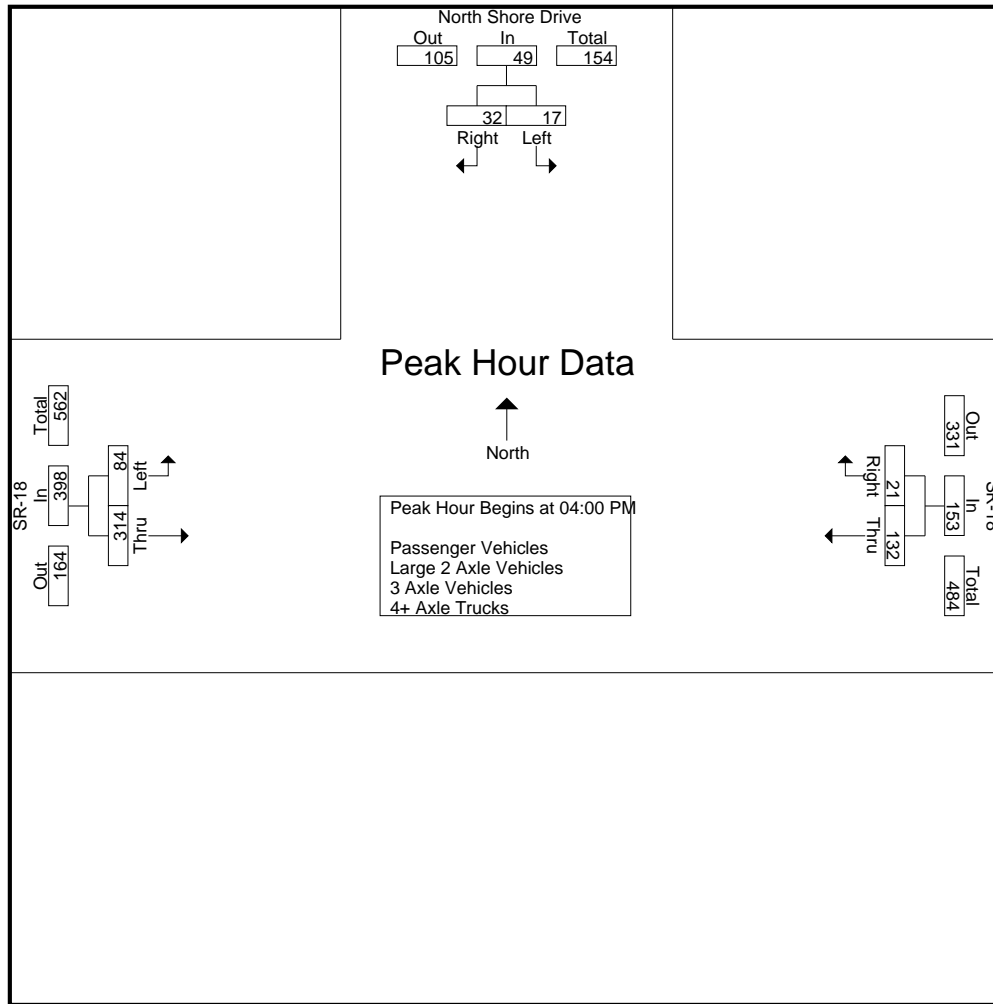 North Shore Drive
Out In Total
105 49 154
32 17
Right Left
Peak Hour Data
North
Peak Hour Begins at 04:00 PM
Passenger Vehicles
Large 2 Axle Vehicles
3 Axle Vehicles
4+ Axle Trucks
SR-18
Out In Total
164 398 562
314 84
Thru Left
SR-18
Out In Total
331 153 484
21 132
Right Thru